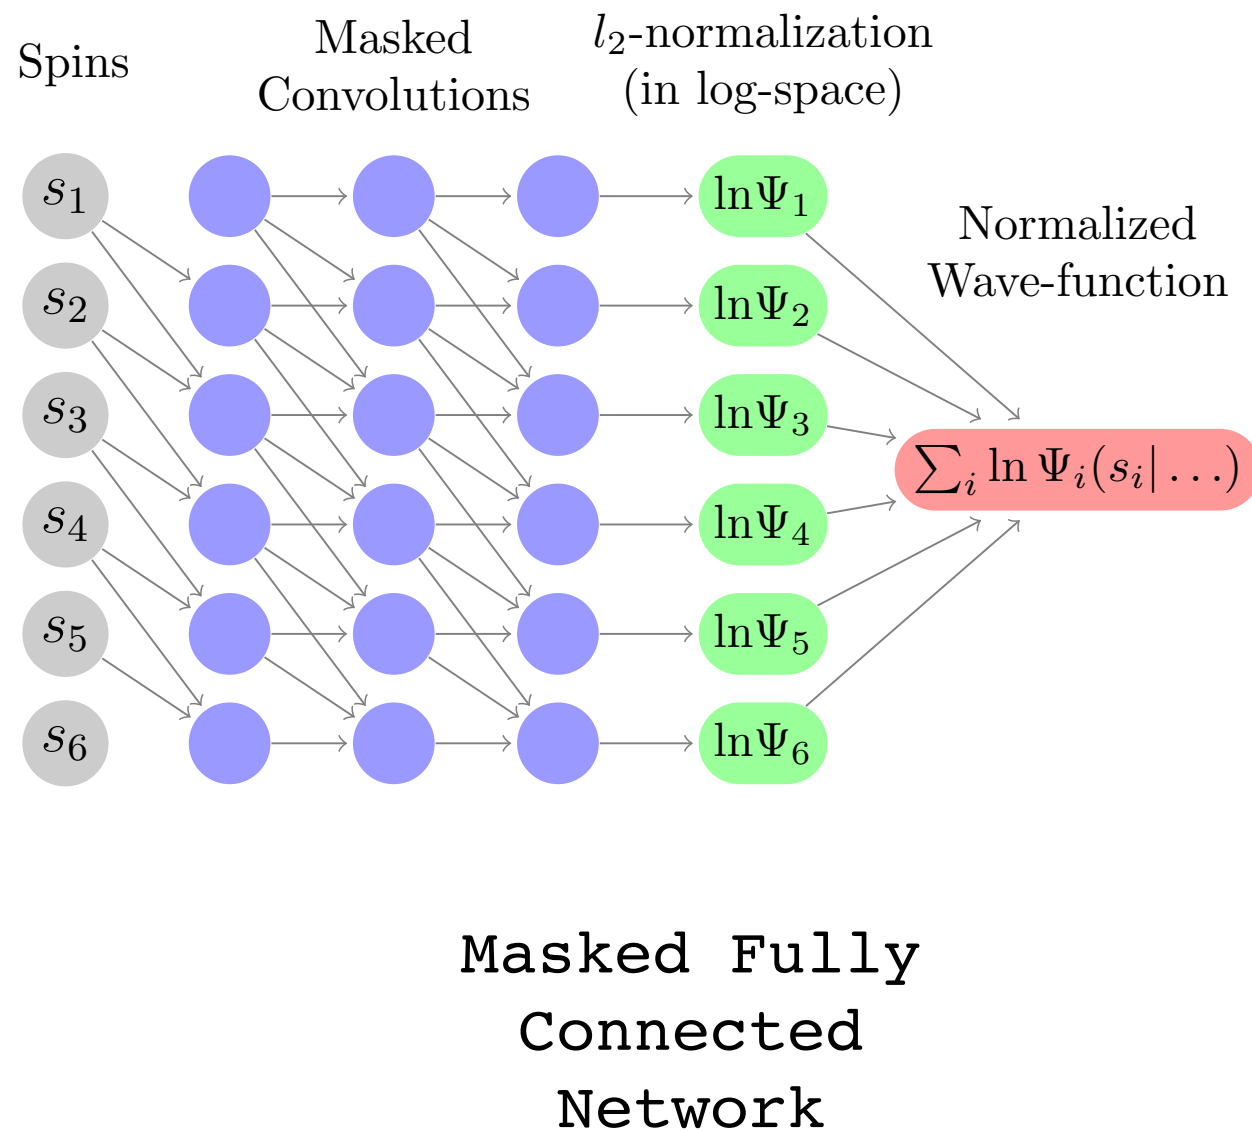 Spins
Masked
Convolutions
l₂-normalization
(in log-space)
s₁
s₂
s₃
s₄
s₅
s₆
lnΨ₁
lnΨ₂
lnΨ₃
lnΨ₄
lnΨ₅
lnΨ₆
Normalized
Wave-function
∑ᵢ ln Ψᵢ(sᵢ| …)
Masked Fully
Connected
Network